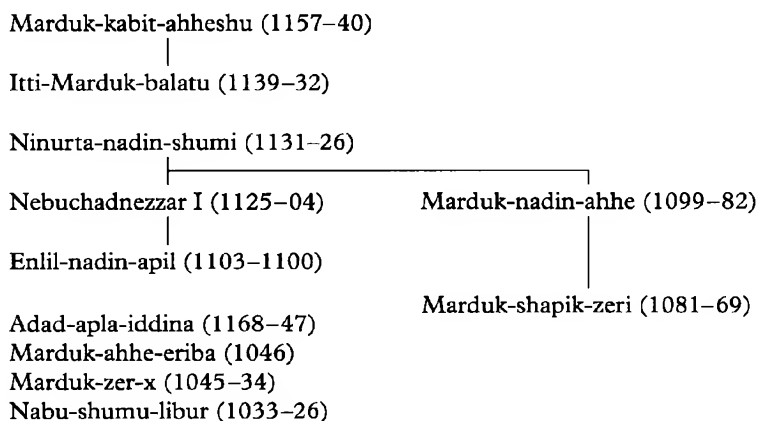 Marduk-kabit-ahheshu (1157–40)
Itti-Marduk-balatu (1139–32)
Ninurta-nadin-shumi (1131–26)
Nebuchadnezzar I (1125–04)
Marduk-nadin-ahhe (1099–82)
Enlil-nadin-apil (1103–1100)
Marduk-shapik-zeri (1081–69)
Adad-apla-iddina (1168–47)
Marduk-ahhe-eriba (1046)
Marduk-zer-x (1045–34)
Nabu-shumu-libur (1033–26)